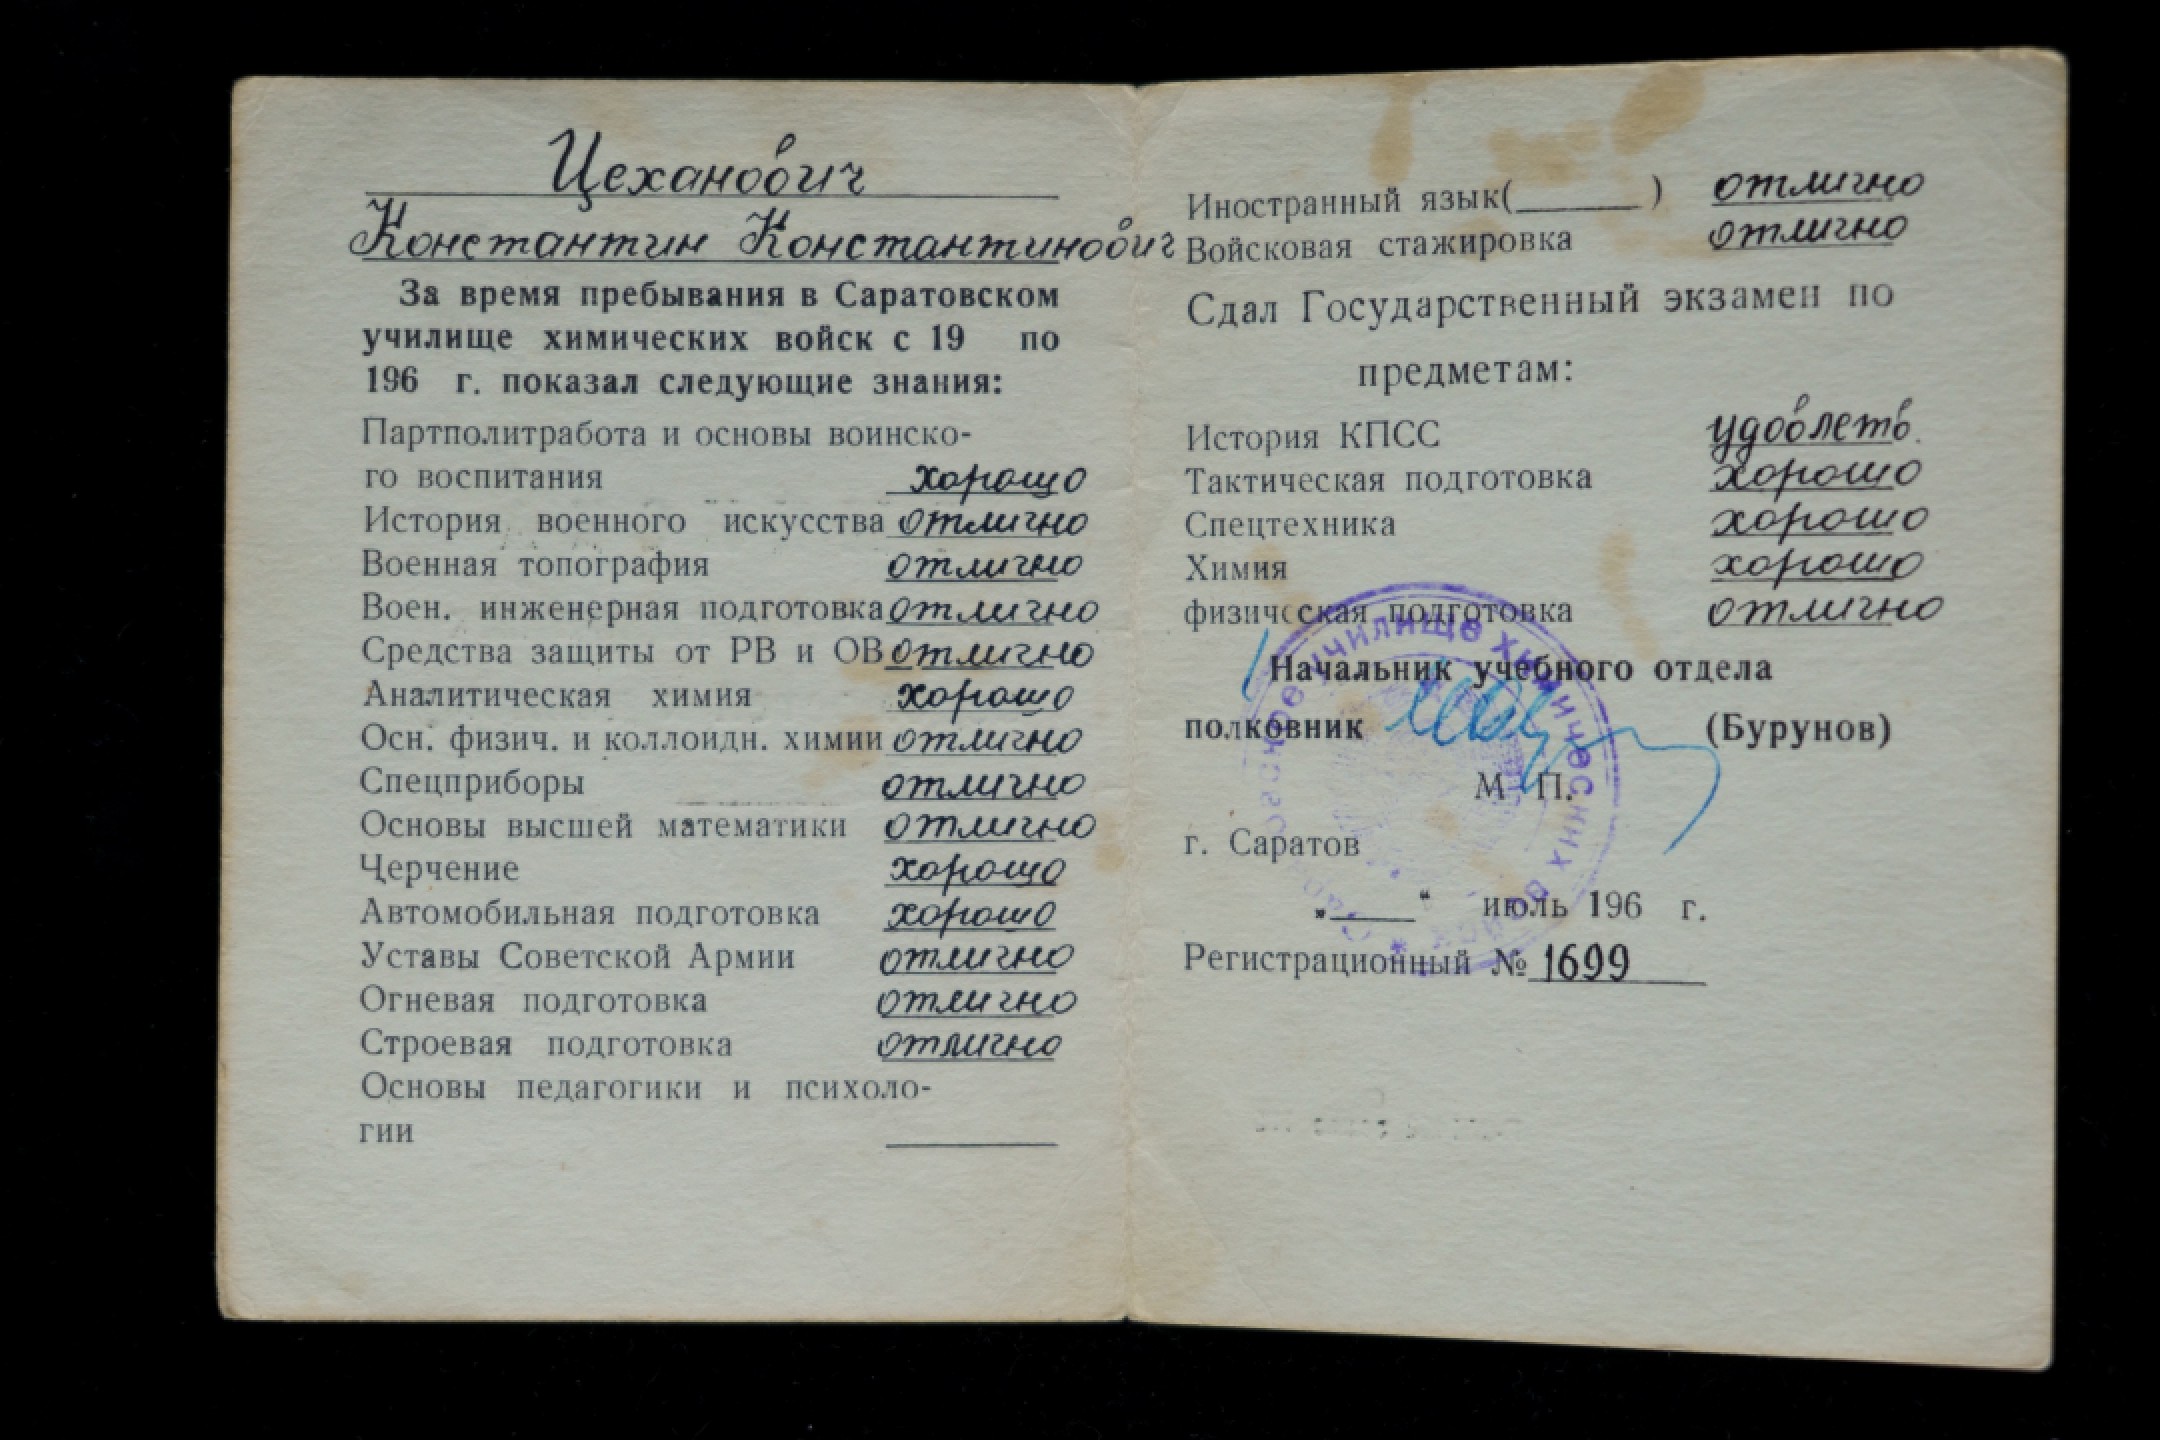 Цеханович
Константин Константинович
За время пребывания в Саратовском
училище химических войск с 19 по
196 г. показал следующие знания:
Партполитработа и основы воинско-
го воспитания хорошо
История военного искусства отлично
Военная топография отлично
Воен. инженерная подготовка отлично
Средства защиты от РВ и ОВ отлично
Аналитическая химия хорошо
Осн. физич. и коллоидн. химии отлично
Спецприборы отлично
Основы высшей математики отлично
Черчение хорошо
Автомобильная подготовка хорошо
Уставы Советской Армии отлично
Огневая подготовка отлично
Строевая подготовка отлично
Основы педагогики и психоло-
гии
Иностранный язык(______) отлично
Войсковая стажировка отлично
Сдал Государственный экзамен по
предметам:
История КПСС удовлетв.
Тактическая подготовка хорошо
Спецтехника хорошо
Химия хорошо
физическая подготовка отлично
Начальник учебного отдела
полковник (Бурунов)
М. П.
г. Саратов
„____“ июль 196 г.
Регистрационный № 1699
училище химических войск